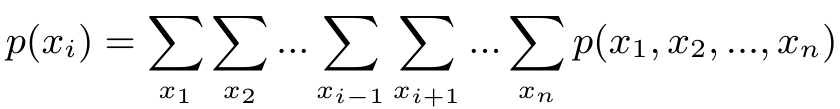 p(x_i) = \sum_{x_1} \sum_{x_2} ... \sum_{x_{i-1}} \sum_{x_{i+1}} ... \sum_{x_n} p(x_1, x_2, ..., x_n)